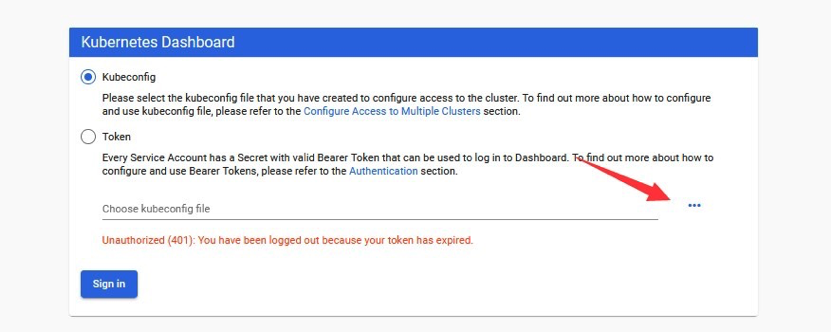 Kubernetes Dashboard
Kubeconfig
Please select the kubeconfig file that you have created to configure access to the cluster. To find out more about how to configure
and use kubeconfig file, please refer to the Configure Access to Multiple Clusters section.
Token
Every Service Account has a Secret with valid Bearer Token that can be used to log in to Dashboard. To find out more about how to
configure and use Bearer Tokens, please refer to the Authentication section.
Choose kubeconfig file
Unauthorized (401): You have been logged out because your token has expired.
Sign in